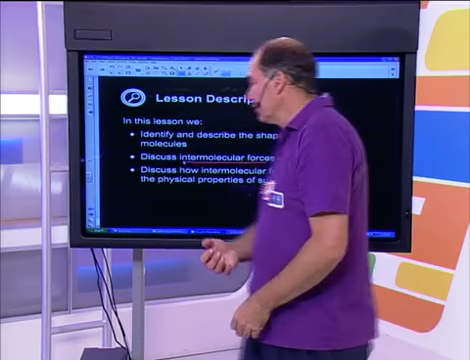 Lesson Descrip
In this lesson we:
• Identify and describe the shap
molecules
• Discuss intermolecular forces
• Discuss how intermolecular f
the physical properties of su